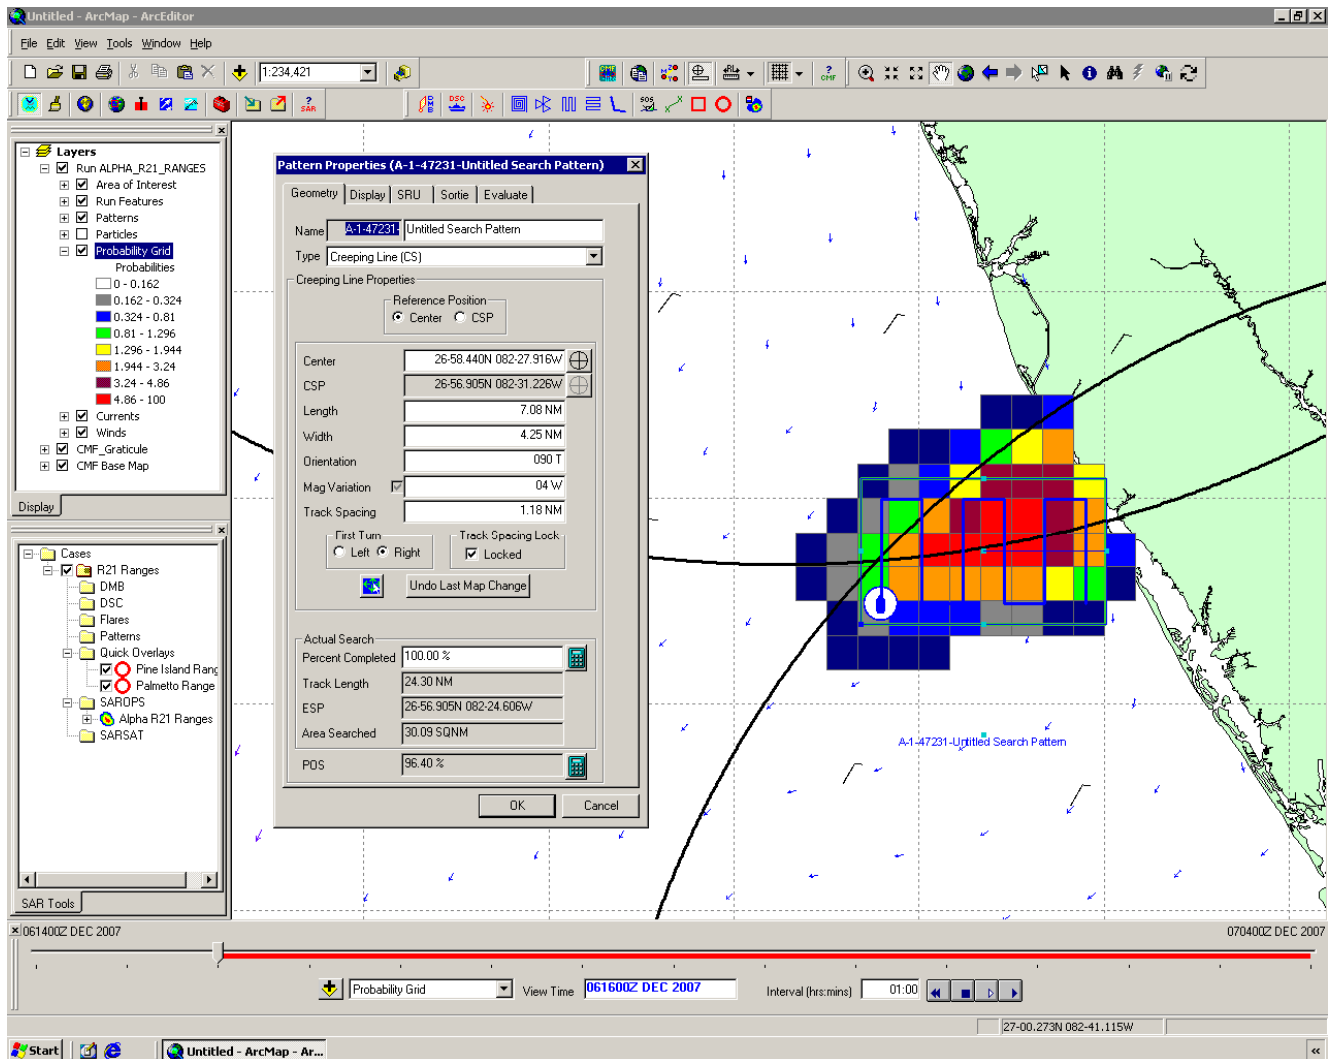 Untitled - ArcMap - ArcEditor
File Edit View Tools Window Help
1:234,421
? CMF
DMB
DSC
SOS
? SAR
Layers
Run ALPHA_R21_RANGES
Area of Interest
Run Features
Patterns
Particles
Probability Grid
Probabilities
0 - 0.162
0.162 - 0.324
0.324 - 0.81
0.81 - 1.296
1.296 - 1.944
1.944 - 3.24
3.24 - 4.86
4.86 - 100
Currents
Winds
CMF_Graticule
CMF Base Map
Display
Cases
R21 Ranges
DMB
DSC
Flares
Patterns
Quick Overlays
Pine Island Rang
Palmetto Range
SAROPS
Alpha R21 Ranges
SARSAT
SAR Tools
Pattern Properties (A-1-47231-Untitled Search Pattern)
Geometry Display SRU Sortie Evaluate
Name A-1-47231- Untitled Search Pattern
Type Creeping Line (CS)
Creeping Line Properties
Reference Position
Center CSP
Center 26-58.440N 082-27.916W
CSP 26-56.905N 082-31.226W
Length 7.08 NM
Width 4.25 NM
Orientation 090 T
Mag Variation 04 W
Track Spacing 1.18 NM
First Turn Track Spacing Lock
Left Right Locked
Undo Last Map Change
Actual Search
Percent Completed 100.00 %
Track Length 24.30 NM
ESP 26-56.905N 082-24.606W
Area Searched 30.09 SQNM
POS 96.40 %
OK Cancel
A-1-47231-Untitled Search Pattern
061400Z DEC 2007 070400Z DEC 2007
Probability Grid View Time 061600Z DEC 2007 Interval (hrs:mins) 01:00
27-00.273N 082-41.115W
Start Untitled - ArcMap - Ar...